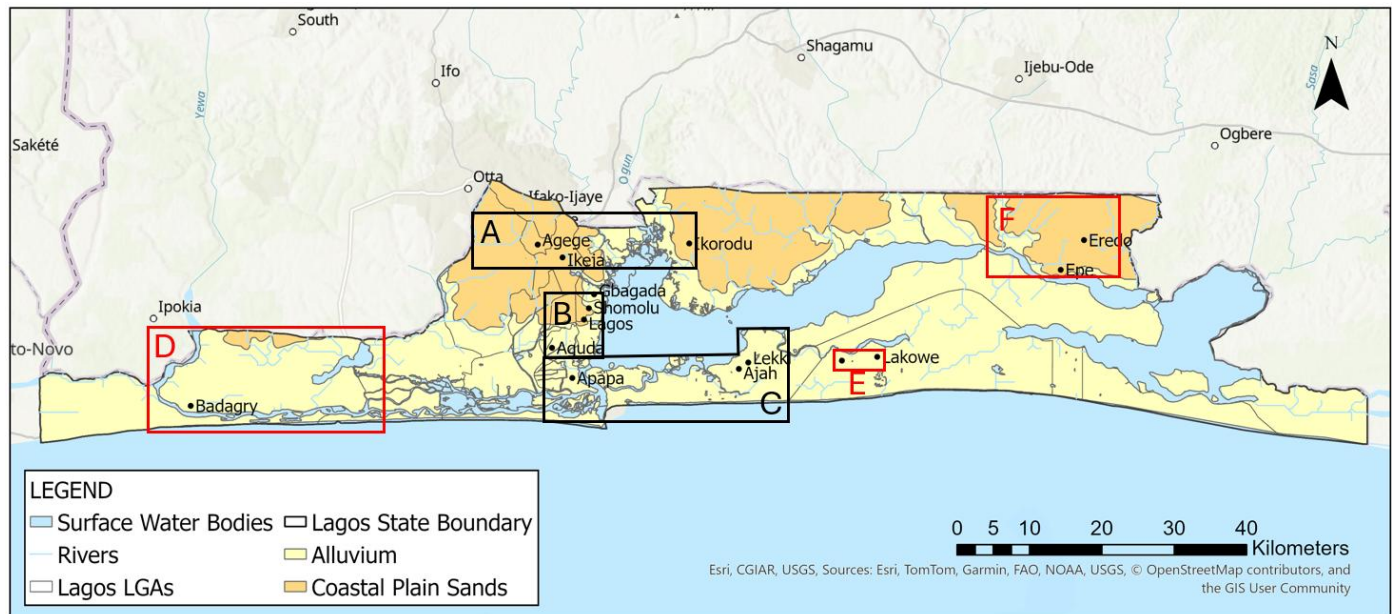 South
Shagamu
N
Ifo
Ijebu-Ode
Yewa
Sasa
Ogbere
Sakété
Ogun
Otta
Ifako-Ijaye
A
Agege
Ikorodu
F
Eredo
Ikeja
Epe
Gbagada
Ipokia
B
Shomolu
Lagos
to-Novo
D
Aguda
Lekki
E
Lakowe
Apapa
Ajah
C
Badagry
LEGEND
Surface Water Bodies
Lagos State Boundary
Rivers
Alluvium
Lagos LGAs
Coastal Plain Sands
0 5 10 20 30 40
Kilometers
Esri, CGIAR, USGS, Sources: Esri, TomTom, Garmin, FAO, NOAA, USGS, © OpenStreetMap contributors, and
the GIS User Community